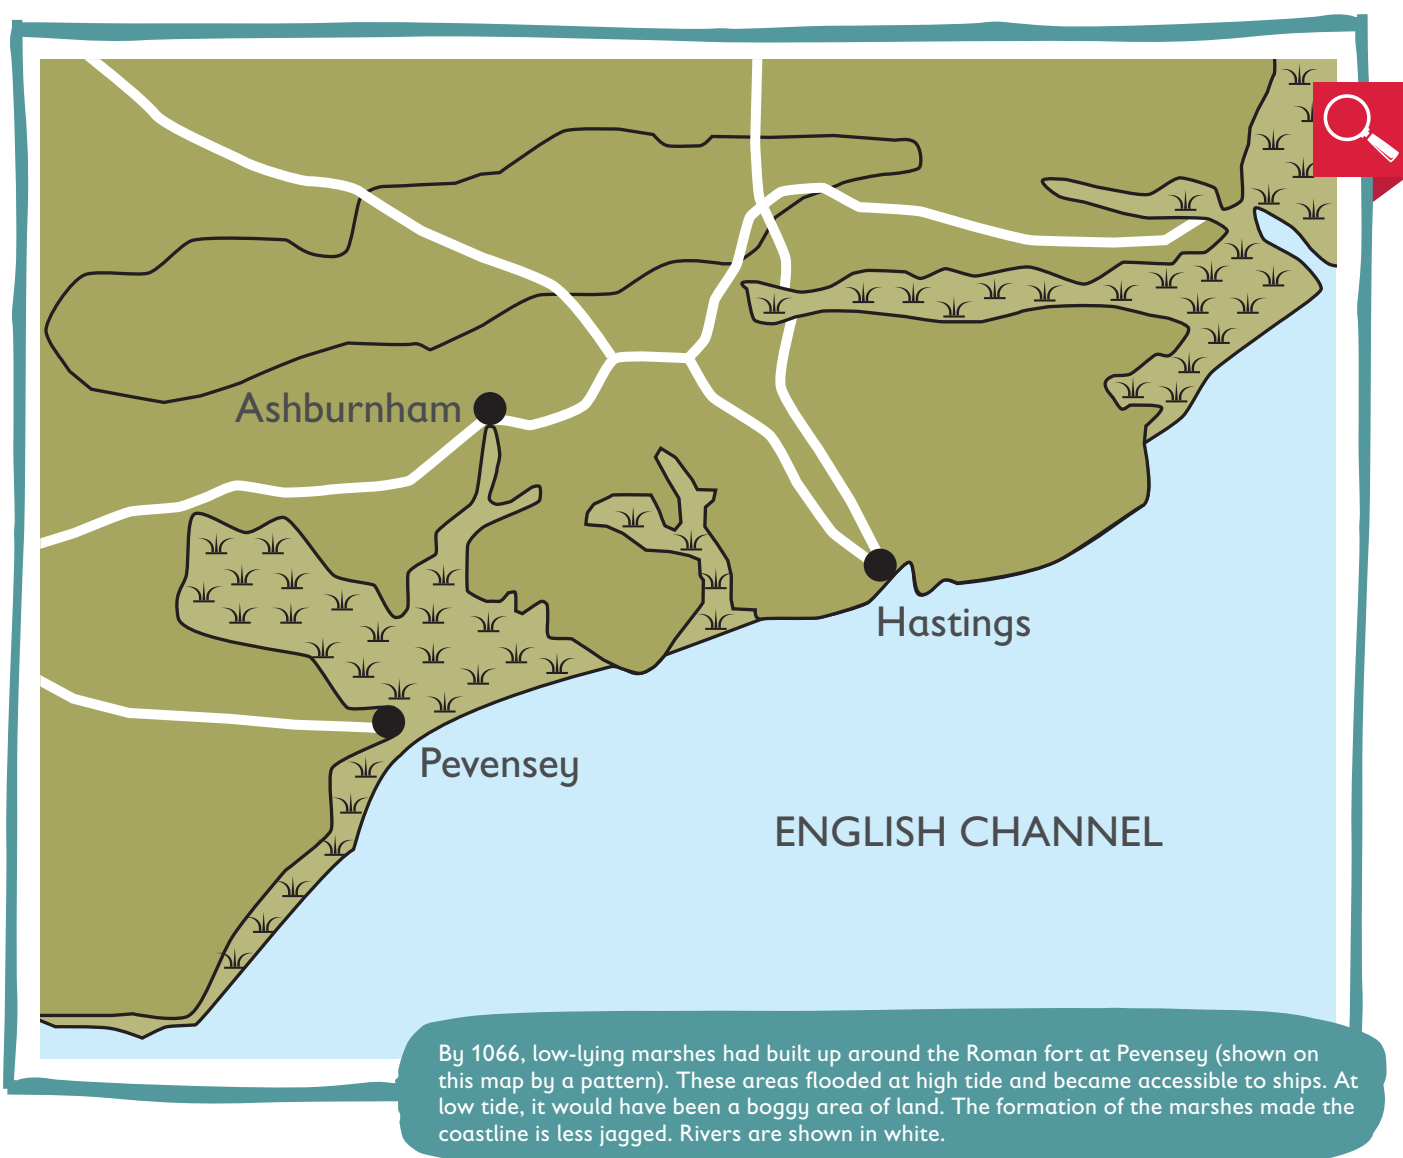 Ashburnham
Hastings
Pevensey
ENGLISH CHANNEL
By 1066, low-lying marshes had built up around the Roman fort at Pevensey (shown on
this map by a pattern). These areas flooded at high tide and became accessible to ships. At
low tide, it would have been a boggy area of land. The formation of the marshes made the
coastline is less jagged. Rivers are shown in white.